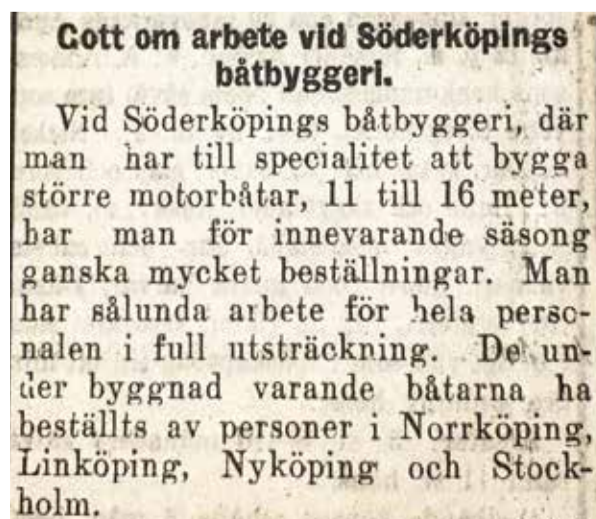 Gott om arbete vid Söderköpings
båtbyggeri.
Vid Söderköpings båtbyggeri, där
man har till specialitet att bygga
större motorbåtar, 11 till 16 meter,
har man för innevarande säsong
ganska mycket beställningar. Man
har sålunda arbete för hela perso-
nalen i full utsträckning. De un-
der byggnad varande båtarna ha
beställts av personer i Norrköping,
Linköping, Nyköping och Stock-
holm.